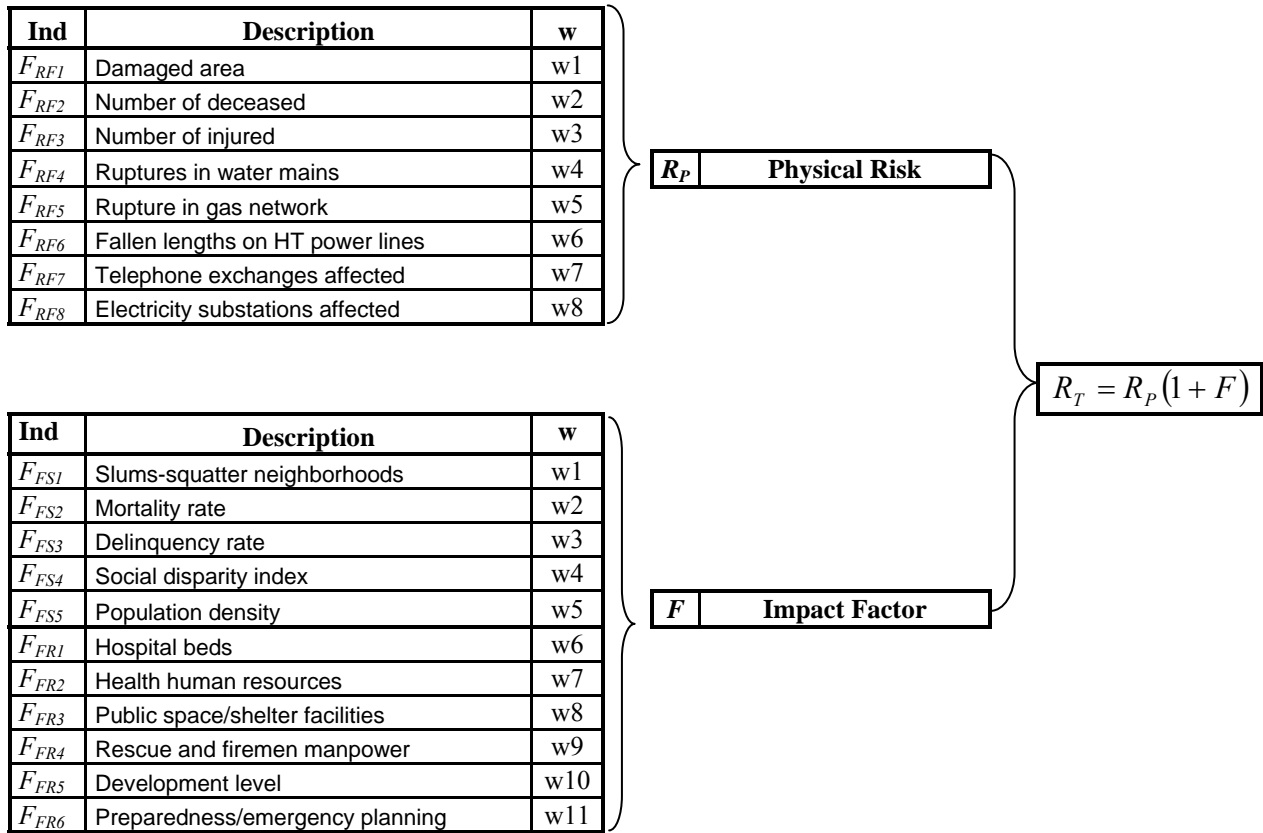 Ind Description w
F_RF1 Damaged area w1
F_RF2 Number of deceased w2
F_RF3 Number of injured w3
F_RF4 Ruptures in water mains w4
F_RF5 Rupture in gas network w5
F_RF6 Fallen lengths on HT power lines w6
F_RF7 Telephone exchanges affected w7
F_RF8 Electricity substations affected w8
R_P Physical Risk
R_T = R_P(1 + F)
Ind Description w
F_FS1 Slums-squatter neighborhoods w1
F_FS2 Mortality rate w2
F_FS3 Delinquency rate w3
F_FS4 Social disparity index w4
F_FS5 Population density w5
F_FR1 Hospital beds w6
F_FR2 Health human resources w7
F_FR3 Public space/shelter facilities w8
F_FR4 Rescue and firemen manpower w9
F_FR5 Development level w10
F_FR6 Preparedness/emergency planning w11
F Impact Factor